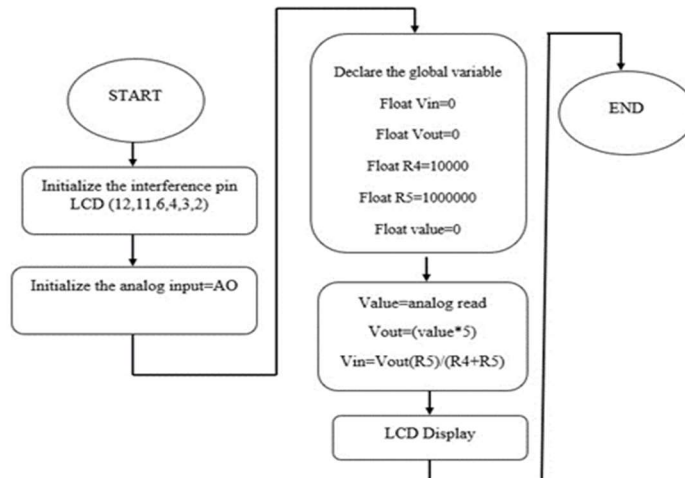 START
Initialize the interference pin
LCD (12,11,6,4,3,2)
Initialize the analog input=AO
Declare the global variable
Float Vin=0
Float Vout=0
Float R4=10000
Float R5=1000000
Float value=0
Value=analog read
Vout=(value*5)
Vin=Vout(R5)/(R4+R5)
LCD Display
END